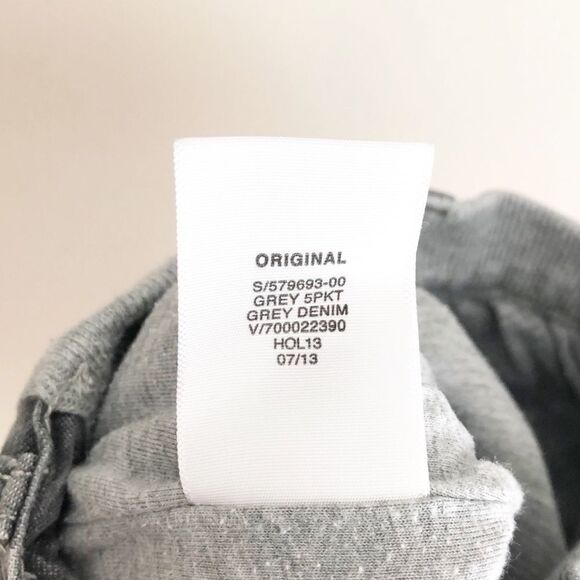 ORIGINAL
S/579693-00
GREY 5PKT
GREY DENIM
V/700022390
HOL13
07/13